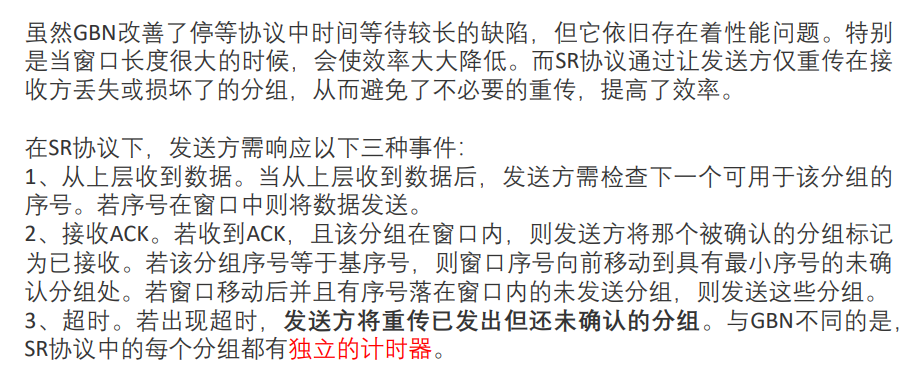 虽然GBN改善了停等协议中时间等待较长的缺陷，但它依旧存在着性能问题。特别
是当窗口长度很大的时候，会使效率大大降低。而SR协议通过让发送方仅重传在接
收方丢失或损坏了的分组，从而避免了不必要的重传，提高了效率。
在SR协议下，发送方需响应以下三种事件：
1、从上层收到数据。当从上层收到数据后，发送方需检查下一个可用于该分组的
序号。若序号在窗口中则将数据发送。
2、接收ACK。若收到ACK，且该分组在窗口内，则发送方将那个被确认的分组标记
为已接收。若该分组序号等于基序号，则窗口序号向前移动到具有最小序号的未确
认分组处。若窗口移动后并且有序号落在窗口内的未发送分组，则发送这些分组。
3、超时。若出现超时，发送方将重传已发出但还未确认的分组。与GBN不同的是，
SR协议中的每个分组都有独立的计时器。